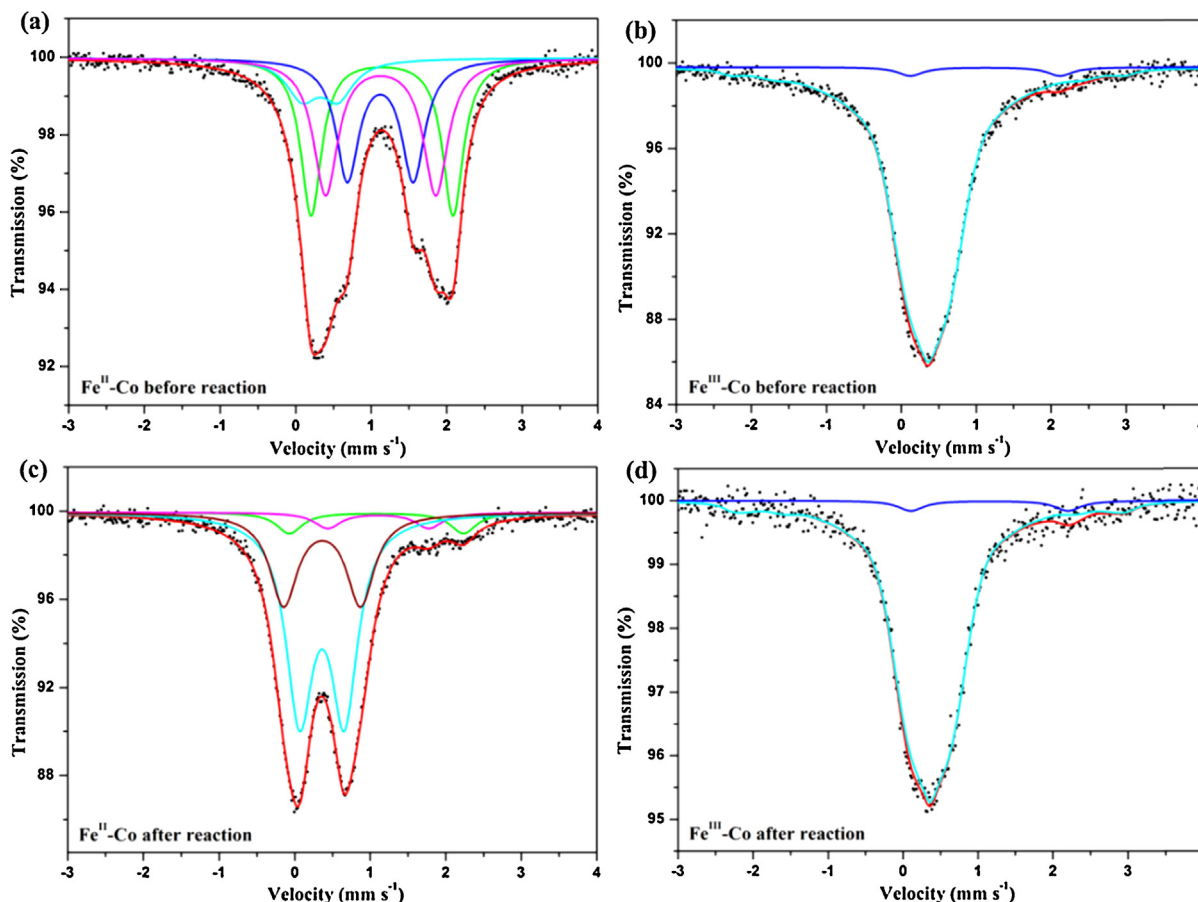 (a)
100
98
96
94
92
Transmission (%)
Fe^II-Co before reaction
-3 -2 -1 0 1 2 3 4
Velocity (mm s^-1)
(b)
100
96
92
88
84
Transmission (%)
Fe^III-Co before reaction
-3 -2 -1 0 1 2 3 4
Velocity (mm s^-1)
(c)
100
96
92
88
Transmission (%)
Fe^II-Co after reaction
-3 -2 -1 0 1 2 3 4
Velocity (mm s^-1)
(d)
100
99
98
97
96
95
Transmission (%)
Fe^III-Co after reaction
-3 -2 -1 0 1 2 3 4
Velocity (mm s^-1)